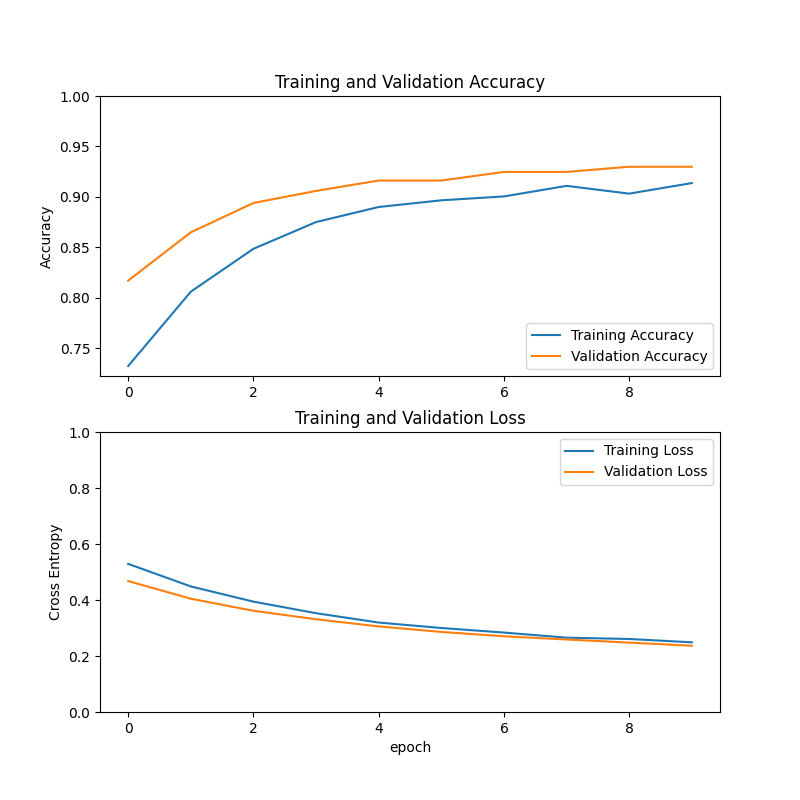 Training and Validation Accuracy
1.00
0.95
0.90
0.85
0.80
0.75
Accuracy
Training Accuracy
Validation Accuracy
0 2 4 6 8
Training and Validation Loss
1.0
0.8
0.6
0.4
0.2
0.0
Cross Entropy
Training Loss
Validation Loss
0 2 4 6 8
epoch